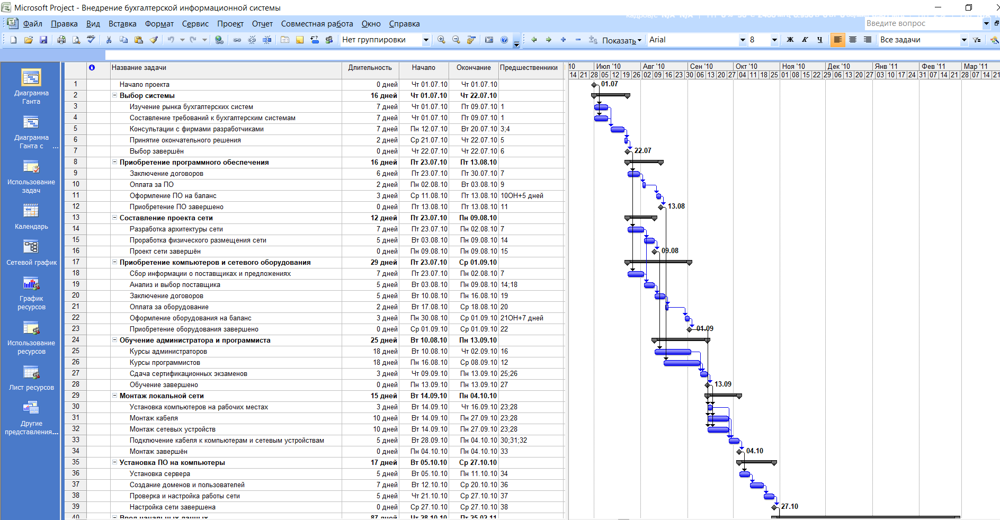 Microsoft Project - Внедрение бухгалтерской информационной системы
Файл Правка Вид Вставка Формат Сервис Проект Отчет Совместная работа Окно Справка
Введите вопрос
Нет группировки Показать Arial 8 Ж К Ч Все задачи
Название задачи Длительность Начало Окончание Предшественники
10 Июл '10 Авг '10 Сен '10 Окт '10 Ноя '10 Дек '10 Янв '11 Фев '11 Мар '11
14 21 28 05 12 19 26 02 09 16 23 30 06 13 20 27 04 11 18 25 01 08 15 22 29 06 13 20 27 03 10 17 24 31 07 14 21 28 07 14 21
1 Начало проекта 0 дней Чт 01.07.10 Чт 01.07.10 01.07
2 Выбор системы 16 дней Чт 01.07.10 Чт 22.07.10
3 Изучение рынка бухгалтерских систем 7 дней Чт 01.07.10 Пт 09.07.10 1
4 Составление требований к бухгалтерским системам 7 дней Чт 01.07.10 Пт 09.07.10 1
5 Консультации с фирмами разработчиками 7 дней Пн 12.07.10 Вт 20.07.10 3;4
6 Принятие окончательного решения 2 дней Ср 21.07.10 Чт 22.07.10 5
7 Выбор завершён 0 дней Чт 22.07.10 Чт 22.07.10 6 22.07
8 Приобретение программного обеспечения 16 дней Пт 23.07.10 Пт 13.08.10
9 Заключение договоров 6 дней Пт 23.07.10 Пт 30.07.10 7
10 Оплата за ПО 2 дней Пн 02.08.10 Вт 03.08.10 9
11 Оформление ПО на баланс 3 дней Ср 11.08.10 Пт 13.08.10 10ОН+5 дней
12 Приобретение ПО завершено 0 дней Пт 13.08.10 Пт 13.08.10 11 13.08
13 Составление проекта сети 12 дней Пт 23.07.10 Пн 09.08.10
14 Разработка архитектуры сети 7 дней Пт 23.07.10 Пн 02.08.10 7
15 Проработка физического размещения сети 5 дней Вт 03.08.10 Пн 09.08.10 14
16 Проект сети завершён 0 дней Пн 09.08.10 Пн 09.08.10 15 09.08
17 Приобретение компьютеров и сетевого оборудования 29 дней Пт 23.07.10 Ср 01.09.10
18 Сбор информации о поставщиках и предложениях 7 дней Пт 23.07.10 Пн 02.08.10 7
19 Анализ и выбор поставщика 5 дней Вт 03.08.10 Пн 09.08.10 14;18
20 Заключение договоров 5 дней Вт 10.08.10 Пн 16.08.10 19
21 Оплата за оборудование 2 дней Вт 17.08.10 Ср 18.08.10 20
22 Оформление оборудования на баланс 3 дней Пн 30.08.10 Ср 01.09.10 21ОН+7 дней
23 Приобретение оборудования завершено 0 дней Ср 01.09.10 Ср 01.09.10 22 01.09
24 Обучение администратора и программиста 25 дней Вт 10.08.10 Пн 13.09.10
25 Курсы администраторов 18 дней Вт 10.08.10 Чт 02.09.10 16
26 Курсы программистов 18 дней Пн 16.08.10 Ср 08.09.10 12
27 Сдача сертификационных экзаменов 3 дней Чт 09.09.10 Пн 13.09.10 25;26
28 Обучение завершено 0 дней Пн 13.09.10 Пн 13.09.10 27 13.09
29 Монтаж локальной сети 15 дней Вт 14.09.10 Пн 04.10.10
30 Установка компьютеров на рабочих местах 3 дней Вт 14.09.10 Чт 16.09.10 23;28
31 Монтаж кабеля 10 дней Вт 14.09.10 Пн 27.09.10 23;28
32 Монтаж сетевых устройств 10 дней Вт 14.09.10 Пн 27.09.10 23;28
33 Подключение кабеля к компьютерам и сетевым устройствам 5 дней Вт 28.09.10 Пн 04.10.10 30;31;32
34 Монтаж завершён 0 дней Пн 04.10.10 Пн 04.10.10 33 04.10
35 Установка ПО на компьютеры 17 дней Вт 05.10.10 Ср 27.10.10
36 Установка сервера 5 дней Вт 05.10.10 Пн 11.10.10 34
37 Создание доменов и пользователей 7 дней Вт 12.10.10 Ср 20.10.10 36
38 Проверка и настройка работы сети 5 дней Чт 21.10.10 Ср 27.10.10 37
39 Настройка сети завершена 0 дней Ср 27.10.10 Ср 27.10.10 38 27.10
40 Ввод начальных данных 87 дней Чт 28.10.10 Пт 25.02.11
Диаграмма
Ганта
Диаграмма
Ганта с ...
Использование
задач
Календарь
Сетевой график
График
ресурсов
Использование
ресурсов
Лист ресурсов
Другие
представления...